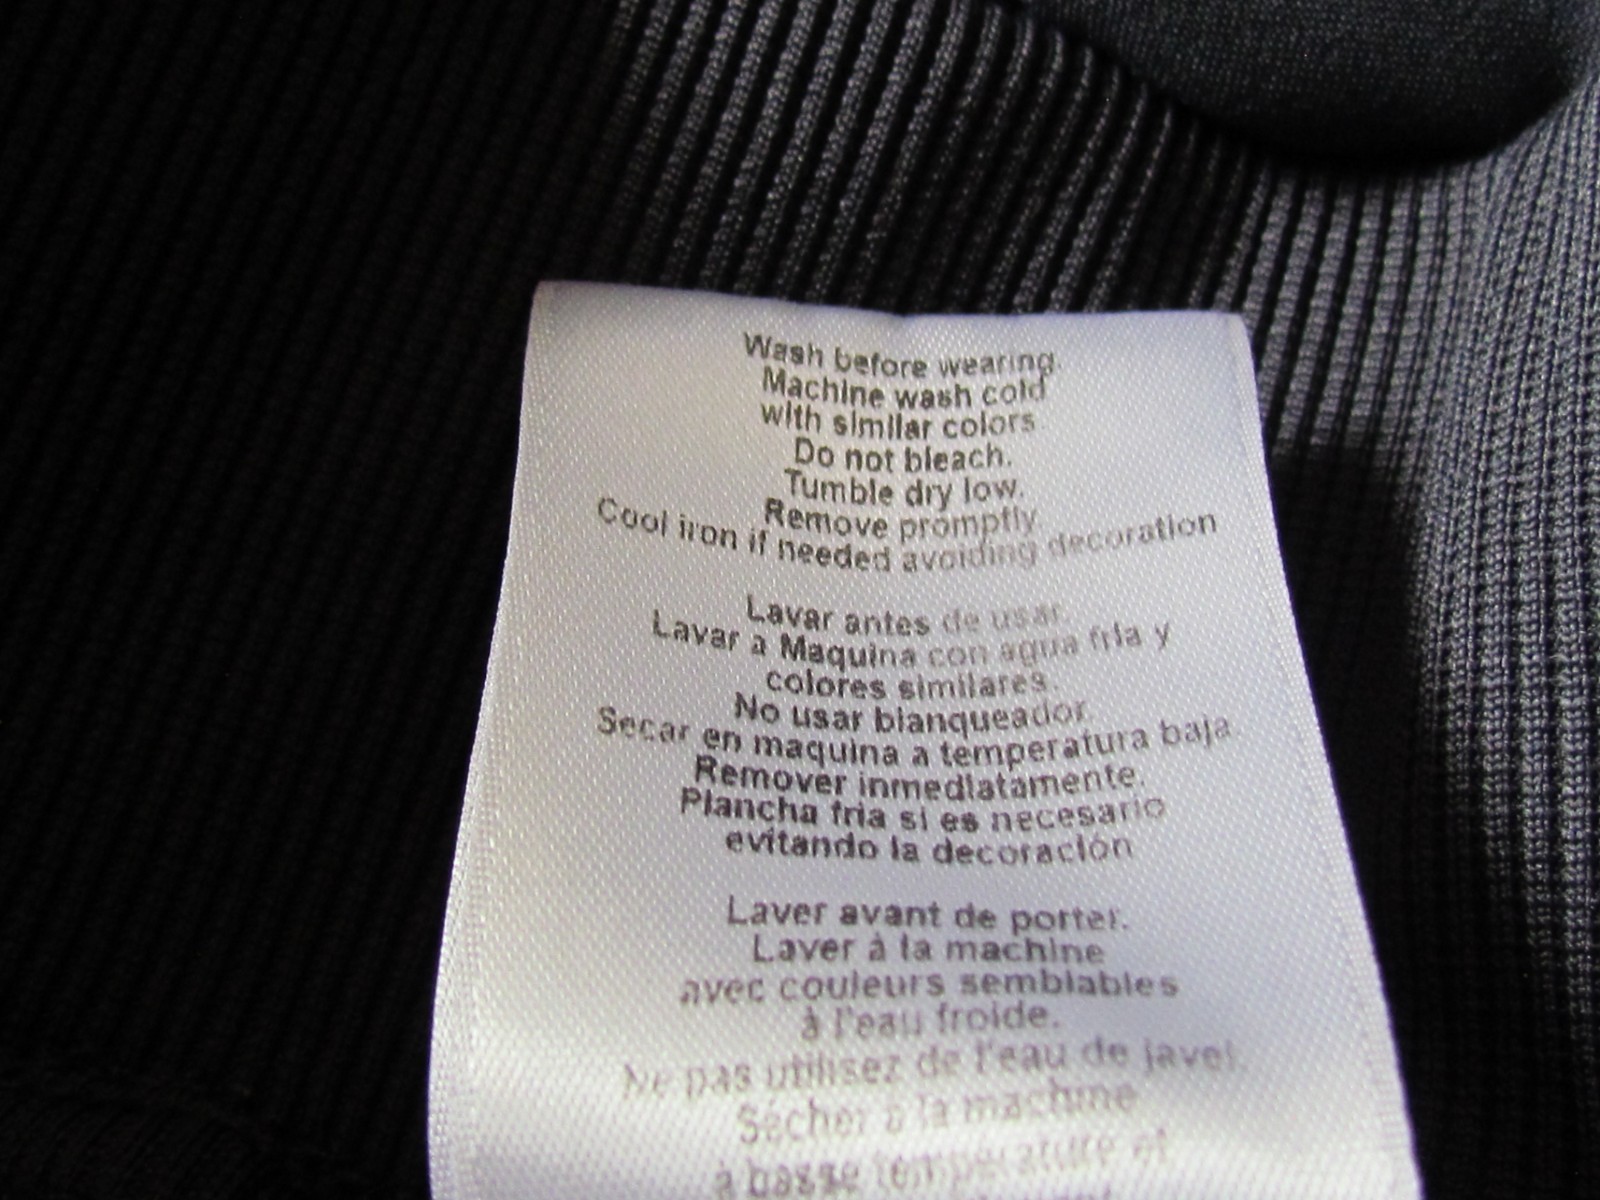 Wash before wearing.
Machine wash cold
with similar colors
Do not bleach.
Tumble dry low.
Remove promptly
Cool iron if needed avoiding decoration
Lavar antes de usar.
Lavar a Maquina con agua fria y
colores similares.
No usar blanqueador.
Secar en maquina a temperatura baja
Remover inmediatamente.
Plancha fria si es necesario
evitando la decoración
Laver avant de porter.
Laver à la machine
avec couleurs semblables
à l'eau froide.
Ne pas utilisez de l'eau de javel.
Sécher à la machine
à basse température et